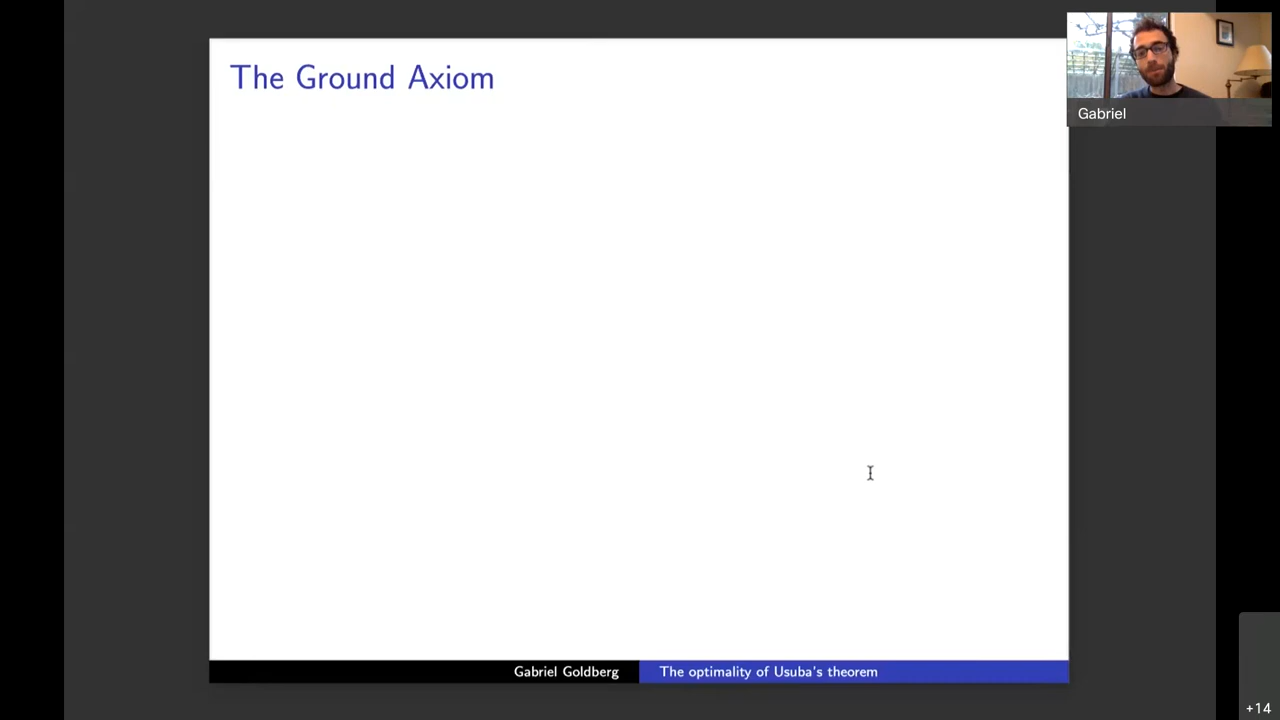 The Ground Axiom
Gabriel
Gabriel Goldberg
The optimality of Usuba's theorem
+14